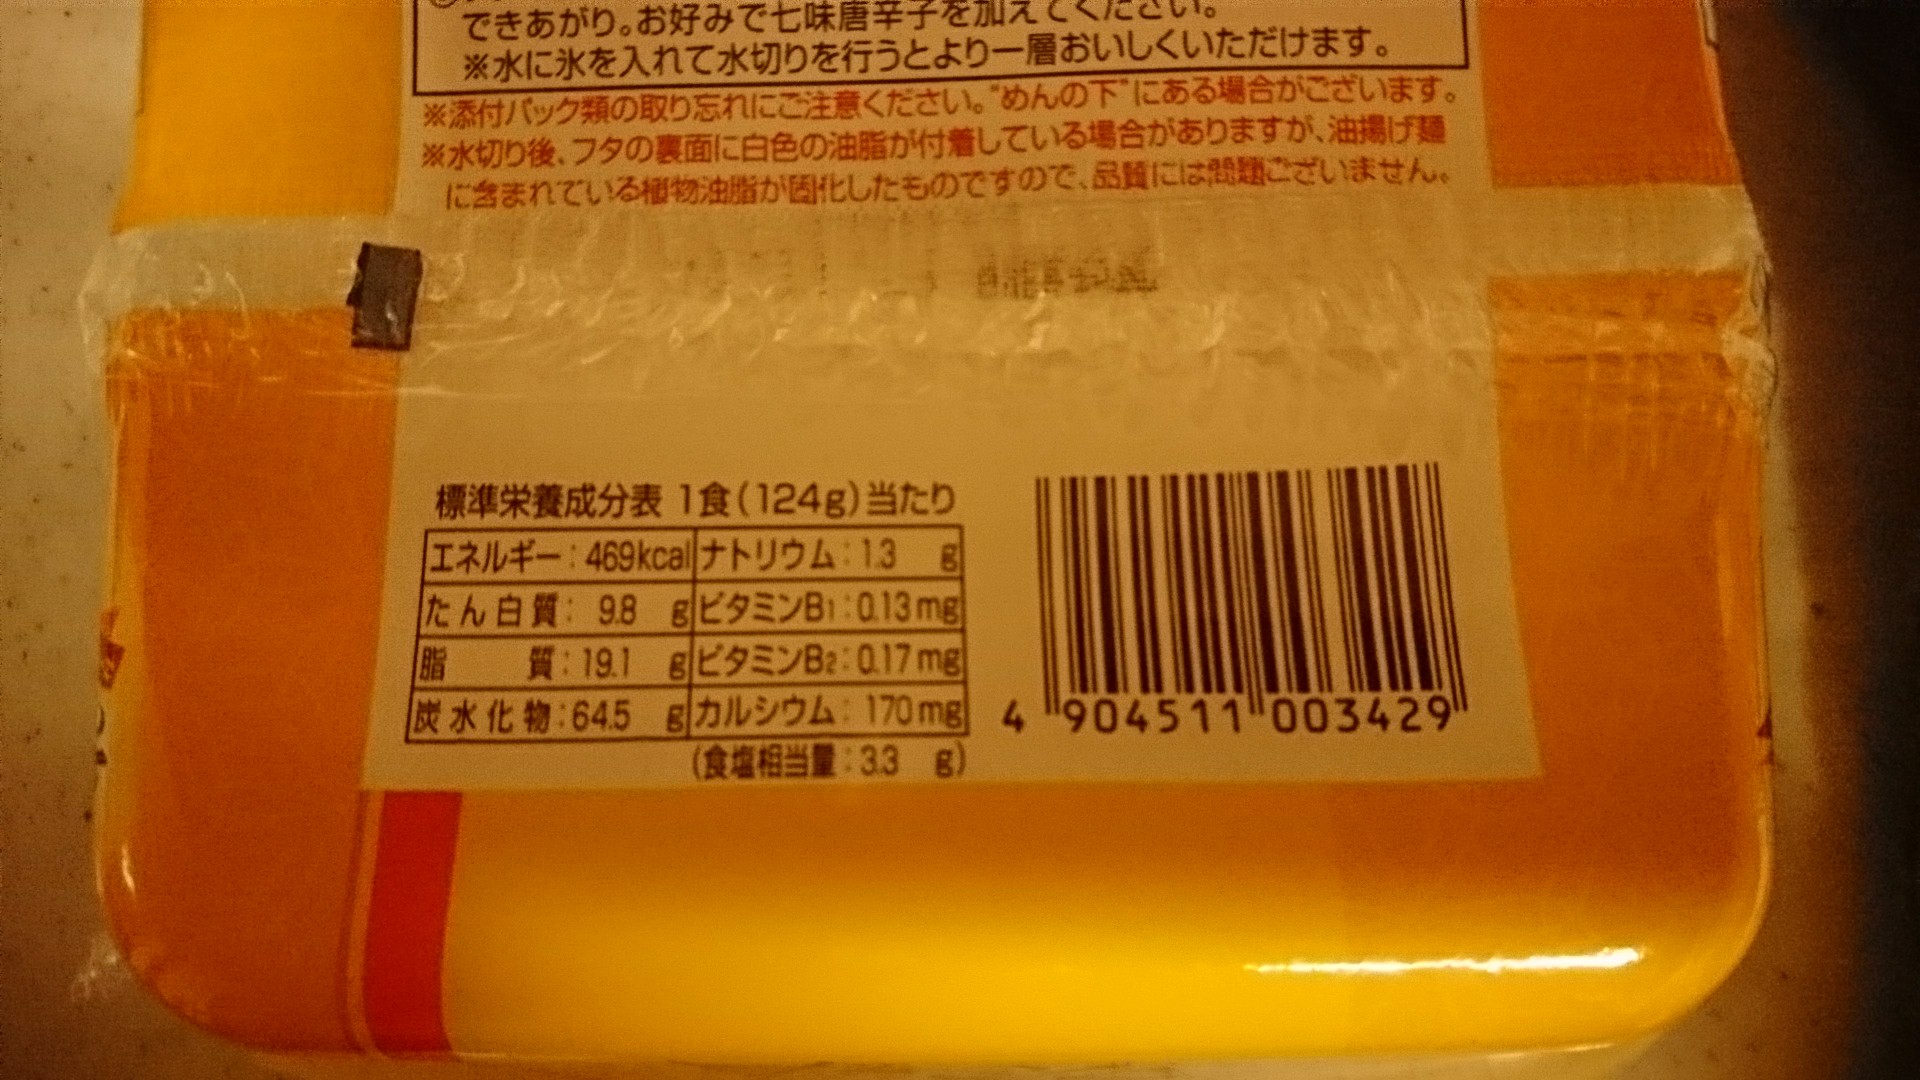 できあがり。お好みで七味唐辛子を加えてください。
※水に氷を入れて水切りを行うとより一層おいしくいただけます。
※添付パック類の取り忘れにご注意ください。"めんの下"にある場合がございます。
※水切り後、フタの裏面に白色の油脂が付着している場合がありますが、油揚げ麺
に含まれている植物油脂が固化したものですので、品質には問題ございません。
標準栄養成分表 1食(124g)当たり
エネルギー:469kcal ナトリウム:1.3 g
たん白質:9.8 g ビタミンB1:0.13mg
脂質:19.1 g ビタミンB2:0.17mg
炭水化物:64.5 g カルシウム:170mg
(食塩相当量:3.3 g)
4 904511 003429